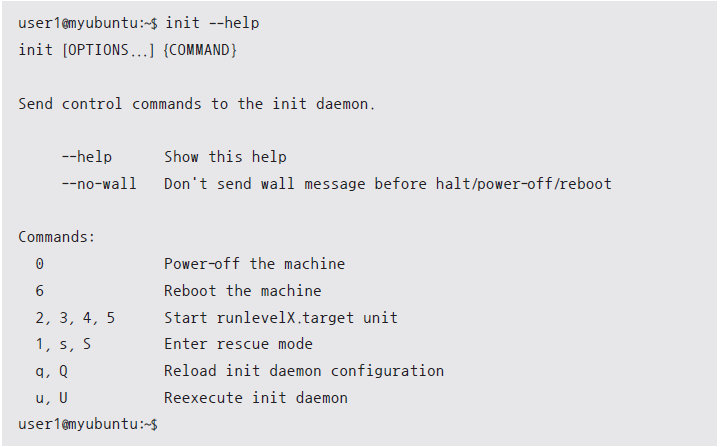 user1@myubuntu:~$ init --help
init [OPTIONS...] {COMMAND}
Send control commands to the init daemon.
--help Show this help
--no-wall Don't send wall message before halt/power-off/reboot
Commands:
0 Power-off the machine
6 Reboot the machine
2, 3, 4, 5 Start runlevelX.target unit
1, s, S Enter rescue mode
q, Q Reload init daemon configuration
u, U Reexecute init daemon
user1@myubuntu:~$